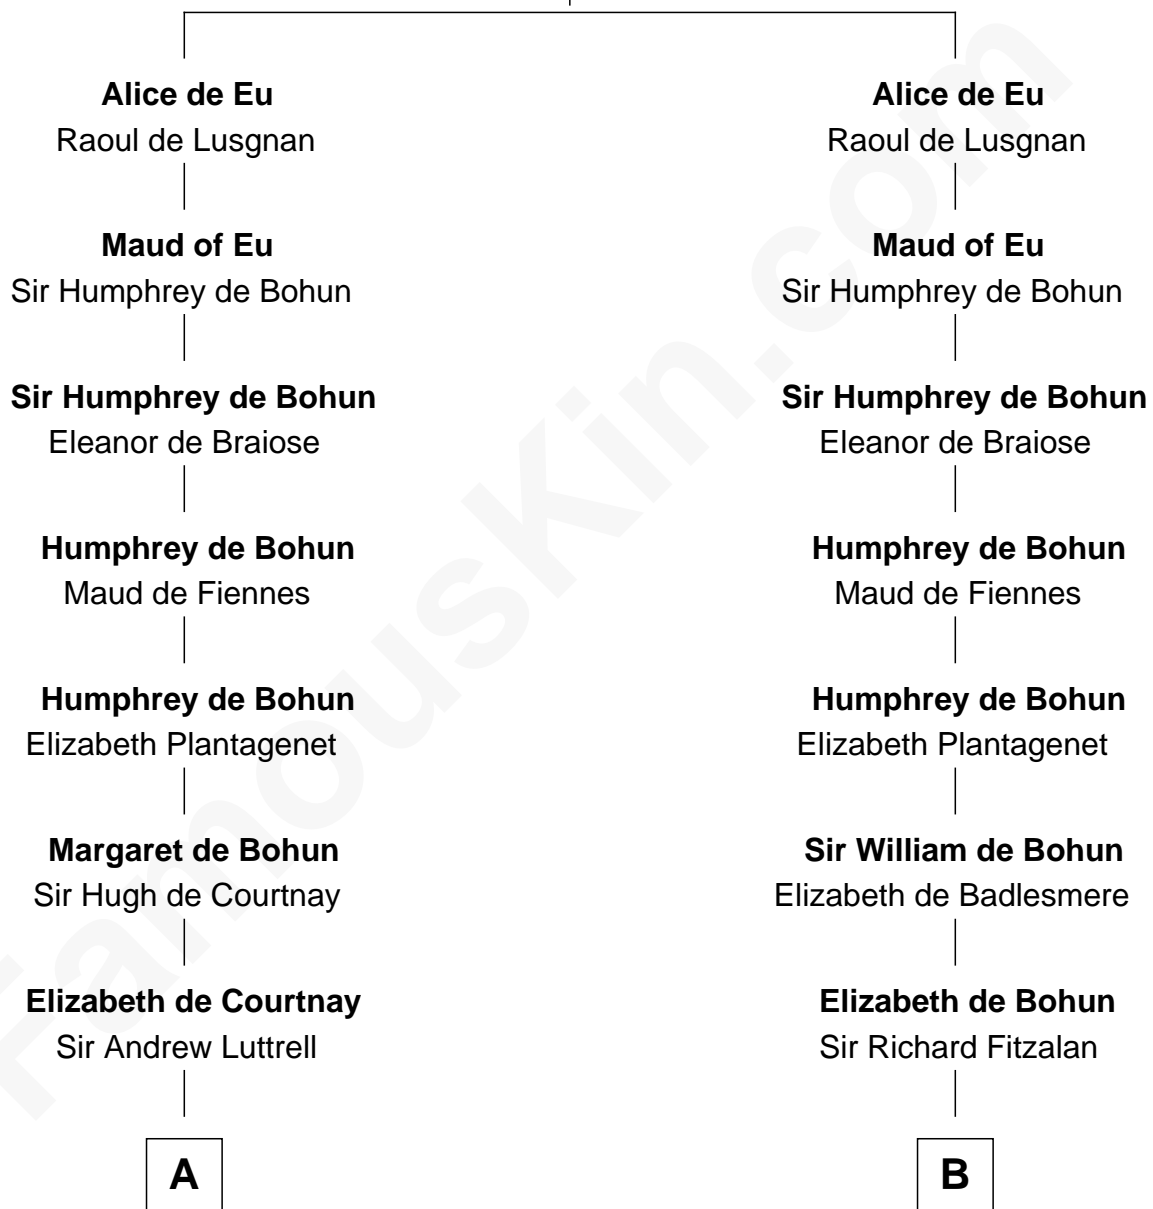 Alice de Eu
Raoul de Lusgnan
Maud of Eu
Sir Humphrey de Bohun
Sir Humphrey de Bohun
Eleanor de Braiose
Humphrey de Bohun
Maud de Fiennes
Humphrey de Bohun
Elizabeth Plantagenet
Margaret de Bohun
Sir Hugh de Courtnay
Elizabeth de Courtnay
Sir Andrew Luttrell
A
Alice de Eu
Raoul de Lusgnan
Maud of Eu
Sir Humphrey de Bohun
Sir Humphrey de Bohun
Eleanor de Braiose
Humphrey de Bohun
Maud de Fiennes
Humphrey de Bohun
Elizabeth Plantagenet
Sir William de Bohun
Elizabeth de Badlesmere
Elizabeth de Bohun
Sir Richard Fitzalan
B
FamousKin.com